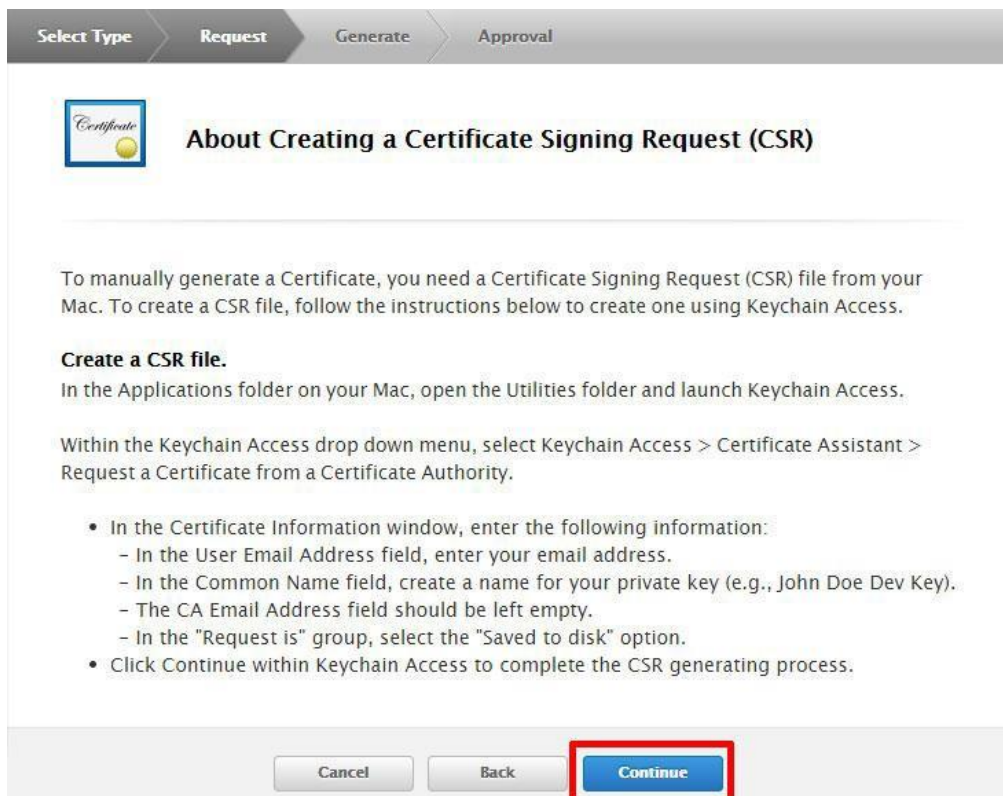 Select Type Request Generate Approval
Certificate
About Creating a Certificate Signing Request (CSR)
To manually generate a Certificate, you need a Certificate Signing Request (CSR) file from your
Mac. To create a CSR file, follow the instructions below to create one using Keychain Access.
Create a CSR file.
In the Applications folder on your Mac, open the Utilities folder and launch Keychain Access.
Within the Keychain Access drop down menu, select Keychain Access > Certificate Assistant >
Request a Certificate from a Certificate Authority.
• In the Certificate Information window, enter the following information:
– In the User Email Address field, enter your email address.
– In the Common Name field, create a name for your private key (e.g., John Doe Dev Key).
– The CA Email Address field should be left empty.
– In the "Request is" group, select the "Saved to disk" option.
• Click Continue within Keychain Access to complete the CSR generating process.
Cancel Back Continue